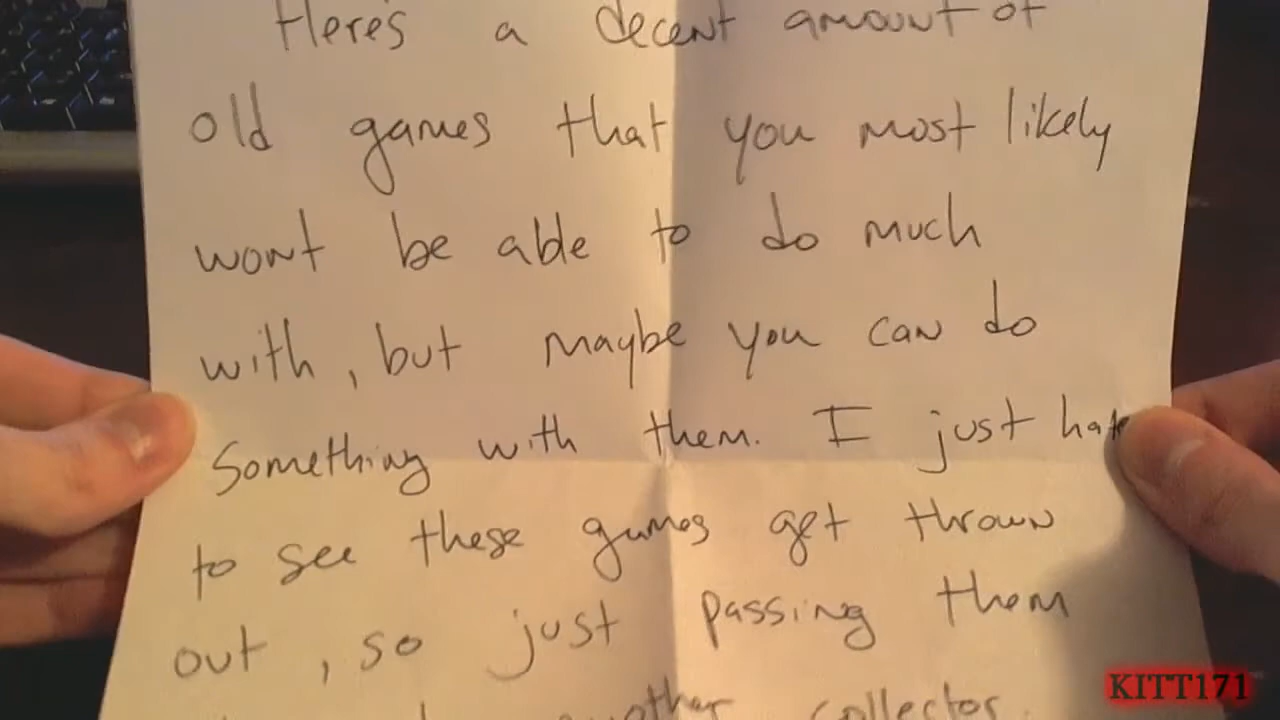 Here's a decent amount of
old games that you most likely
wont be able to do much
with, but maybe you can do
Something with them. I just hate
to see these games get thrown
out, so just passing them
another collector.
KITT171